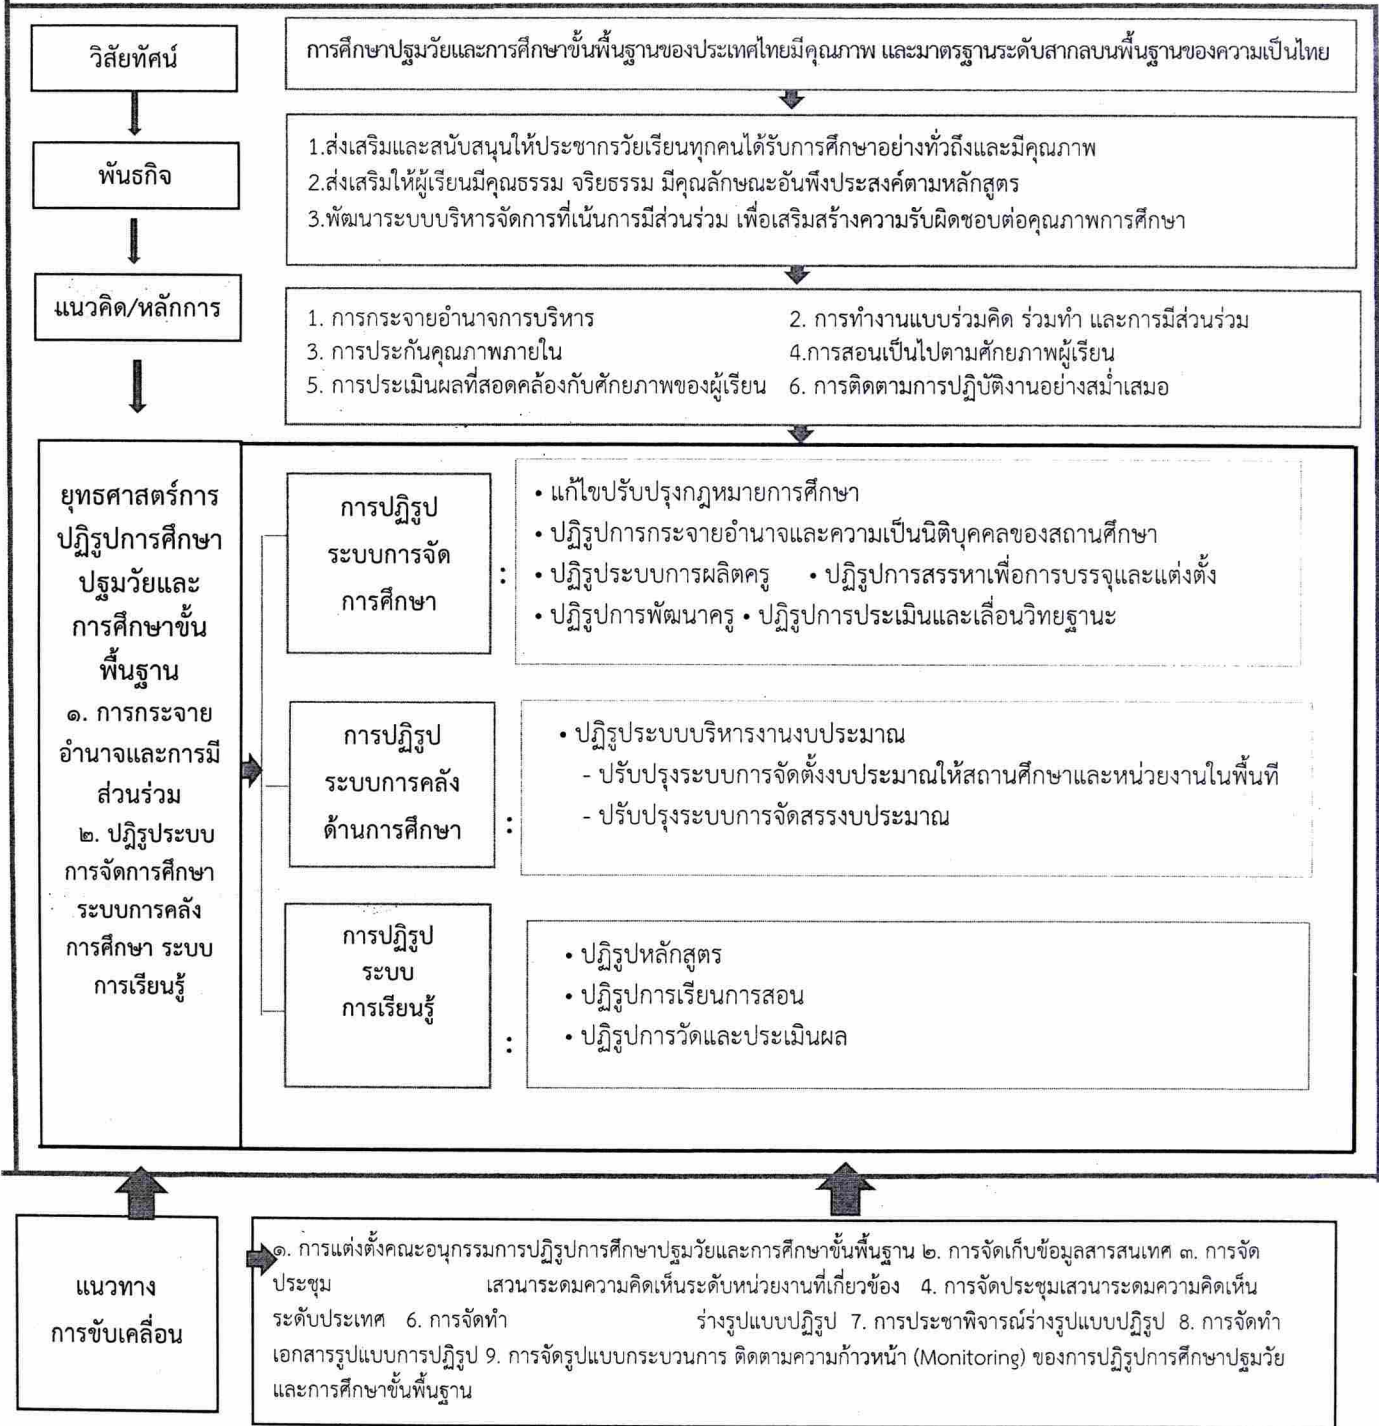 วิสัยทัศน์
การศึกษาปฐมวัยและการศึกษาขั้นพื้นฐานของประเทศไทยมีคุณภาพ และมาตรฐานระดับสากลบนพื้นฐานของความเป็นไทย
พันธกิจ
1.ส่งเสริมและสนับสนุนให้ประชากรวัยเรียนทุกคนได้รับการศึกษาอย่างทั่วถึงและมีคุณภาพ
2.ส่งเสริมให้ผู้เรียนมีคุณธรรม จริยธรรม มีคุณลักษณะอันพึงประสงค์ตามหลักสูตร
3.พัฒนาระบบบริหารจัดการที่เน้นการมีส่วนร่วม เพื่อเสริมสร้างความรับผิดชอบต่อคุณภาพการศึกษา
แนวคิด/หลักการ
1. การกระจายอำนาจการบริหาร 2. การทำงานแบบร่วมคิด ร่วมทำ และการมีส่วนร่วม
3. การประกันคุณภาพภายใน 4.การสอนเป็นไปตามศักยภาพผู้เรียน
5. การประเมินผลที่สอดคล้องกับศักยภาพของผู้เรียน 6. การติดตามการปฏิบัติงานอย่างสม่ำเสมอ
ยุทธศาสตร์การ
ปฏิรูปการศึกษา
ปฐมวัยและ
การศึกษาขั้น
พื้นฐาน
๑. การกระจาย
อำนาจและการมี
ส่วนร่วม
๒. ปฏิรูประบบ
การจัดการศึกษา
ระบบการคลัง
การศึกษา ระบบ
การเรียนรู้
การปฏิรูป
ระบบการจัด
การศึกษา
:
• แก้ไขปรับปรุงกฎหมายการศึกษา
• ปฏิรูปการกระจายอำนาจและความเป็นนิติบุคคลของสถานศึกษา
• ปฏิรูประบบการผลิตครู • ปฏิรูปการสรรหาเพื่อการบรรจุและแต่งตั้ง
• ปฏิรูปการพัฒนาครู • ปฏิรูปการประเมินและเลื่อนวิทยฐานะ
การปฏิรูป
ระบบการคลัง
ด้านการศึกษา
:
• ปฏิรูประบบบริหารงานงบประมาณ
- ปรับปรุงระบบการจัดตั้งงบประมาณให้สถานศึกษาและหน่วยงานในพื้นที
- ปรับปรุงระบบการจัดสรรงบประมาณ
การปฏิรูป
ระบบ
การเรียนรู้
:
• ปฏิรูปหลักสูตร
• ปฏิรูปการเรียนการสอน
• ปฏิรูปการวัดและประเมินผล
แนวทาง
การขับเคลื่อน
๑. การแต่งตั้งคณะอนุกรรมการปฏิรูปการศึกษาปฐมวัยและการศึกษาขั้นพื้นฐาน ๒. การจัดเก็บข้อมูลสารสนเทศ ๓. การจัด
ประชุม เสวนาระดมความคิดเห็นระดับหน่วยงานที่เกี่ยวข้อง 4. การจัดประชุมเสวนาระดมความคิดเห็น
ระดับประเทศ 6. การจัดทำ ร่างรูปแบบปฏิรูป 7. การประชาพิจารณ์ร่างรูปแบบปฏิรูป 8. การจัดทำ
เอกสารรูปแบบการปฏิรูป 9. การจัดรูปแบบกระบวนการ ติดตามความก้าวหน้า (Monitoring) ของการปฏิรูปการศึกษาปฐมวัย
และการศึกษาขั้นพื้นฐาน